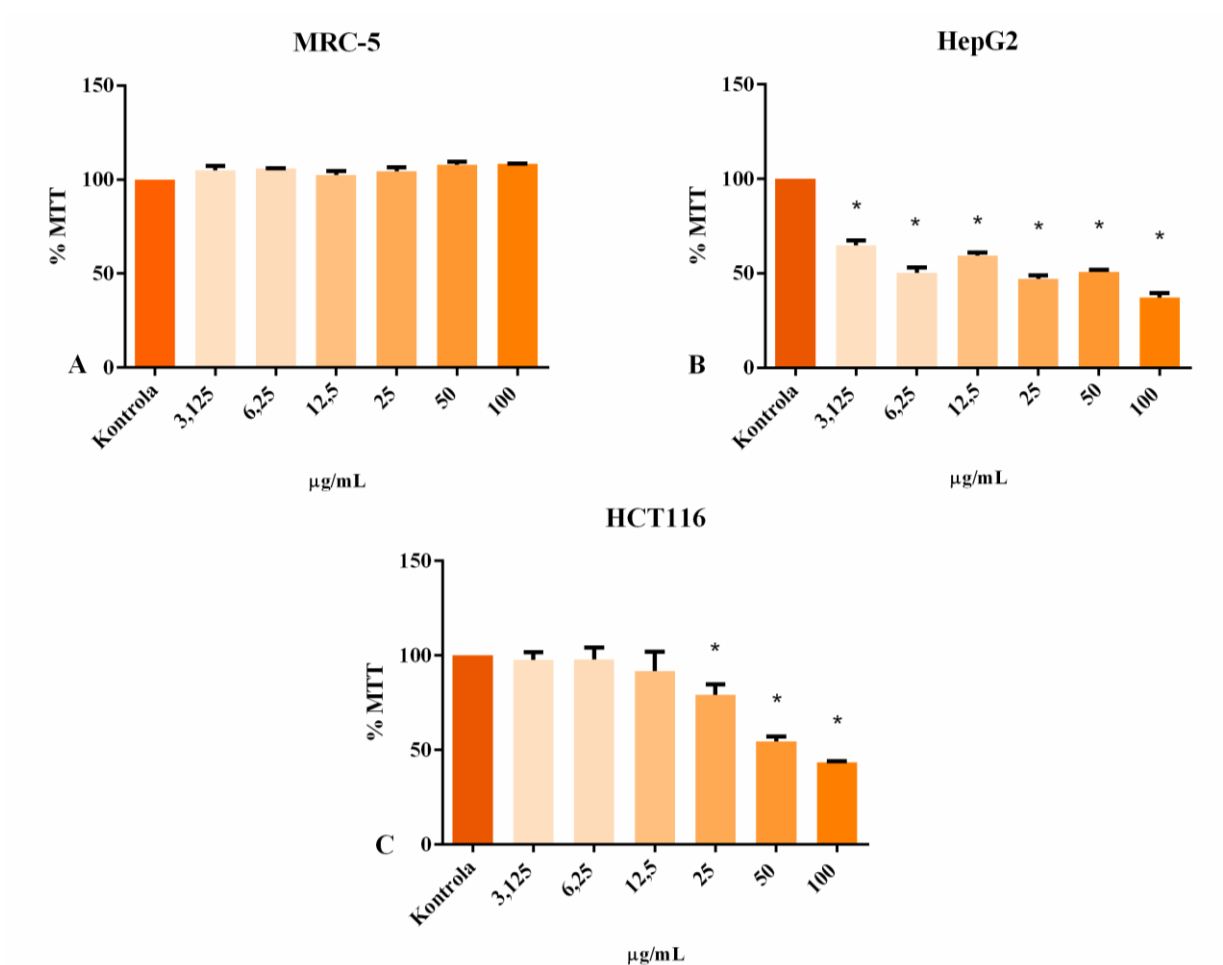 MRC-5
150
100
50
0
% MTT
A
Kontrola
3,125
6,25
12,5
25
50
100
µg/mL
HepG2
150
100
50
0
% MTT
B
*
*
*
*
*
*
Kontrola
3,125
6,25
12,5
25
50
100
µg/mL
HCT116
150
100
50
0
% MTT
C
*
*
*
Kontrola
3,125
6,25
12,5
25
50
100
µg/mL